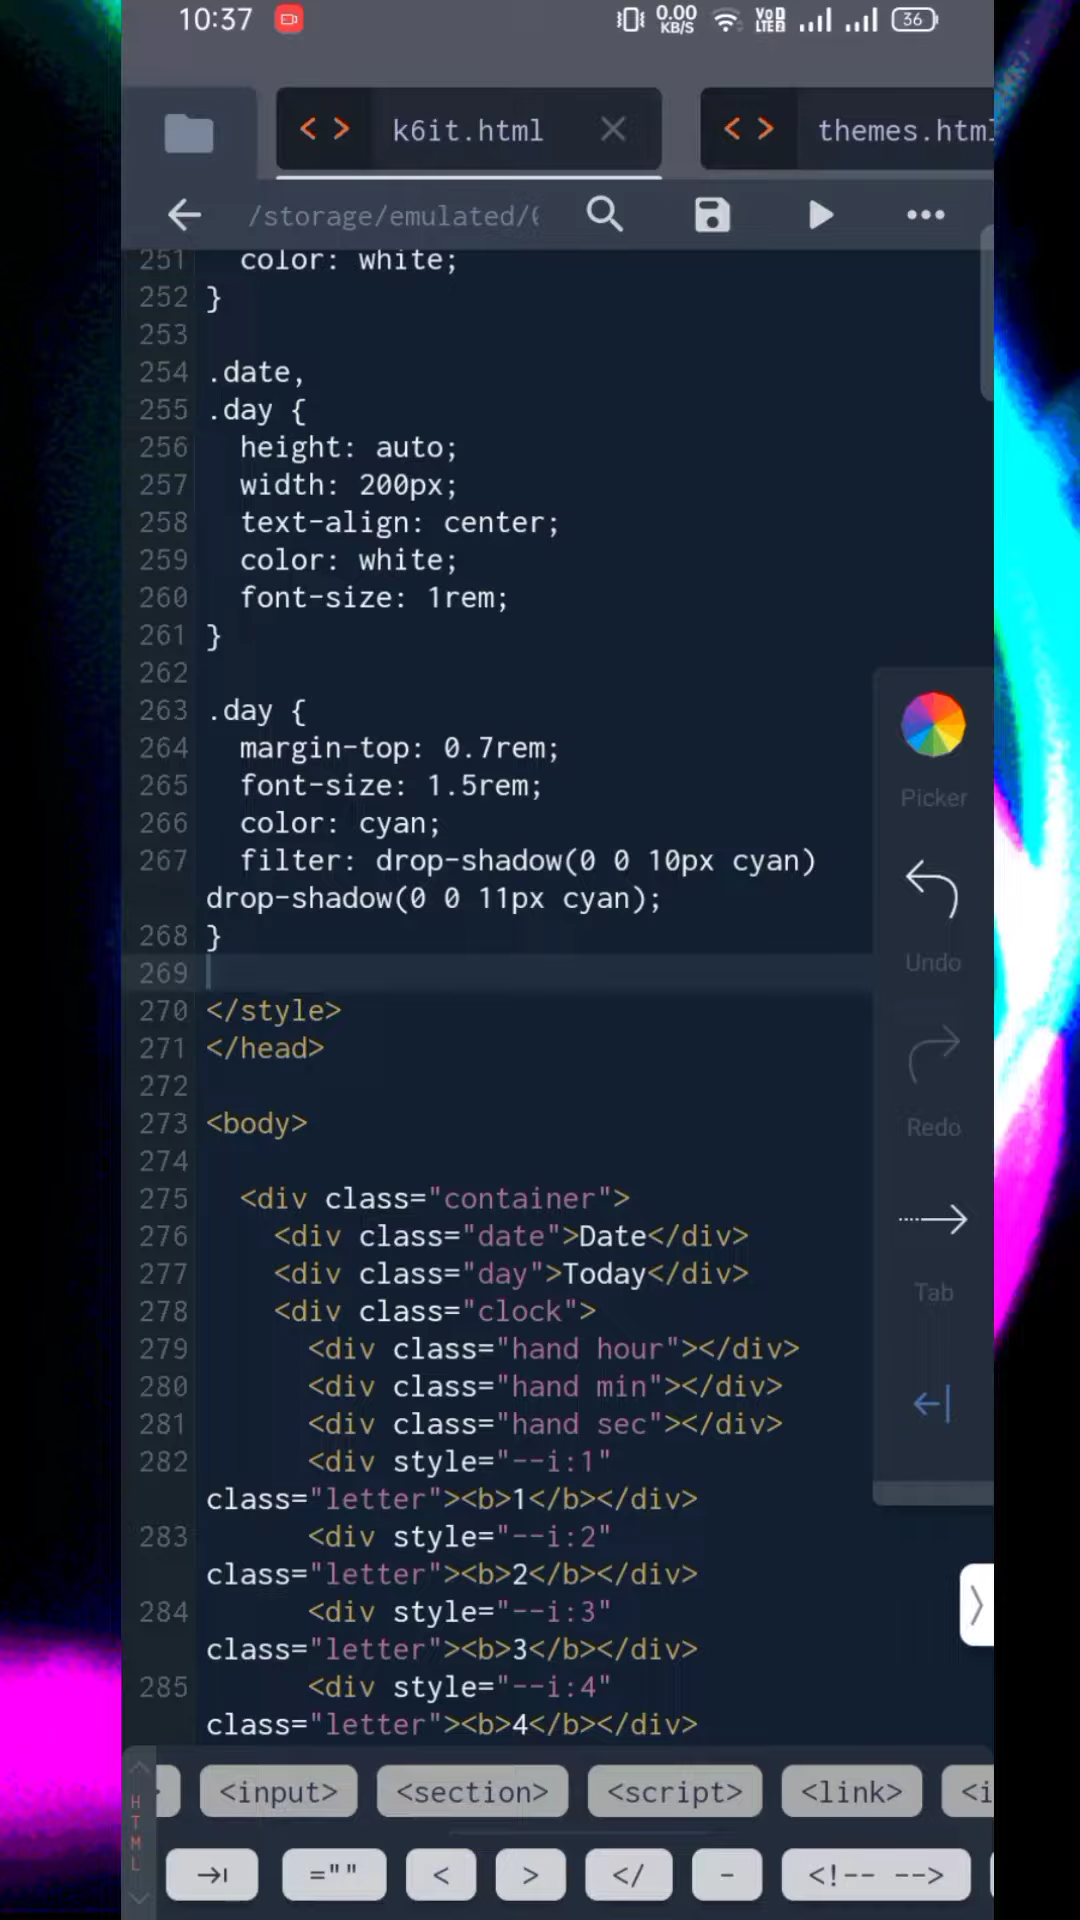 10:37 0.00 KB/S Vo LTE 2 36
< > k6it.html < > themes.html
/storage/emulated/0
251 color: white;
252 }
253
254 .date,
255 .day {
256 height: auto;
257 width: 200px;
258 text-align: center;
259 color: white;
260 font-size: 1rem;
261 }
262
263 .day {
264 margin-top: 0.7rem;
265 font-size: 1.5rem;
266 color: cyan;
267 filter: drop-shadow(0 0 10px cyan)
drop-shadow(0 0 11px cyan);
268 }
269
270 </style>
271 </head>
272
273 <body>
274
275 <div class="container">
276 <div class="date">Date</div>
277 <div class="day">Today</div>
278 <div class="clock">
279 <div class="hand hour"></div>
280 <div class="hand min"></div>
281 <div class="hand sec"></div>
282 <div style="--i:1"
class="letter"><b>1</b></div>
283 <div style="--i:2"
class="letter"><b>2</b></div>
284 <div style="--i:3"
class="letter"><b>3</b></div>
285 <div style="--i:4"
class="letter"><b>4</b></div>
Picker
Undo
Redo
Tab
HTML
<input> <section> <script> <link> <i
="" < > </ - <!-- -->